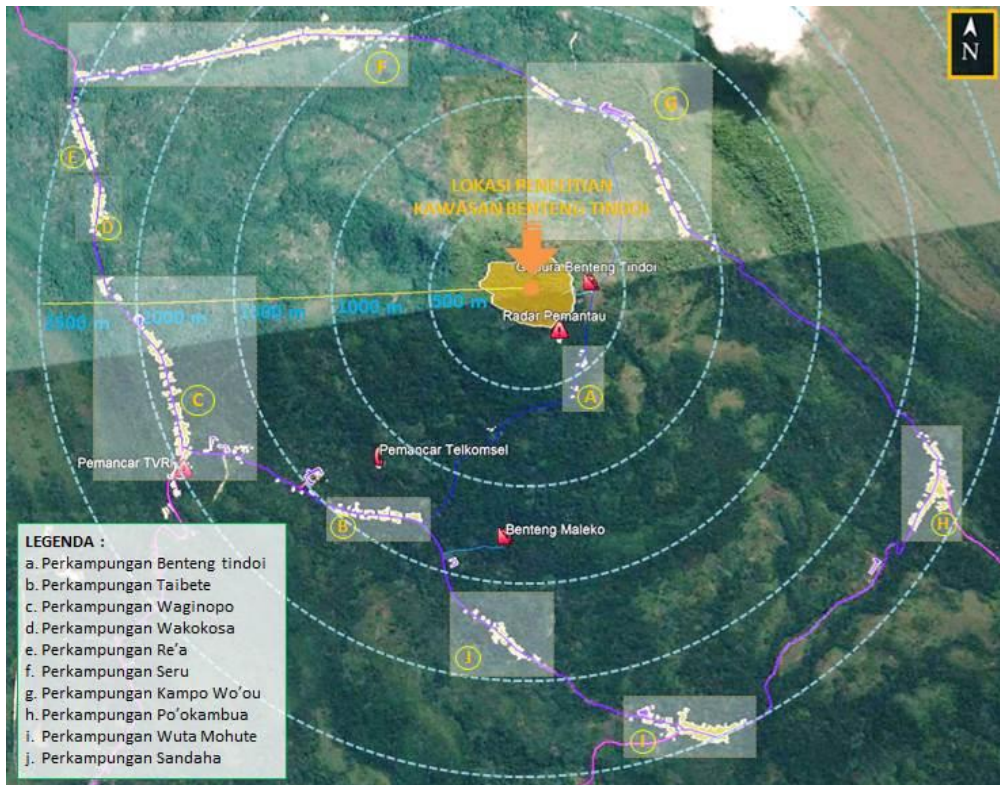 N
F
G
E
LOKASI PENELITIAN
KAWASAN BENTENG TINDOI
D
Gapura Benteng Tindoi
2500 m
2000 m
1500 m
1000 m
500 m
Radar Pemantau
A
C
Pemancar TVRI
Pemancar Telkomsel
B
Benteng Maleko
H
J
I
LEGENDA :
a. Perkampungan Benteng tindoi
b. Perkampungan Taibete
c. Perkampungan Waginopo
d. Perkampungan Wakokosa
e. Perkampungan Re'a
f. Perkampungan Seru
g. Perkampungan Kampo Wo'ou
h. Perkampungan Po'okambua
i. Perkampungan Wuta Mohute
j. Perkampungan Sandaha